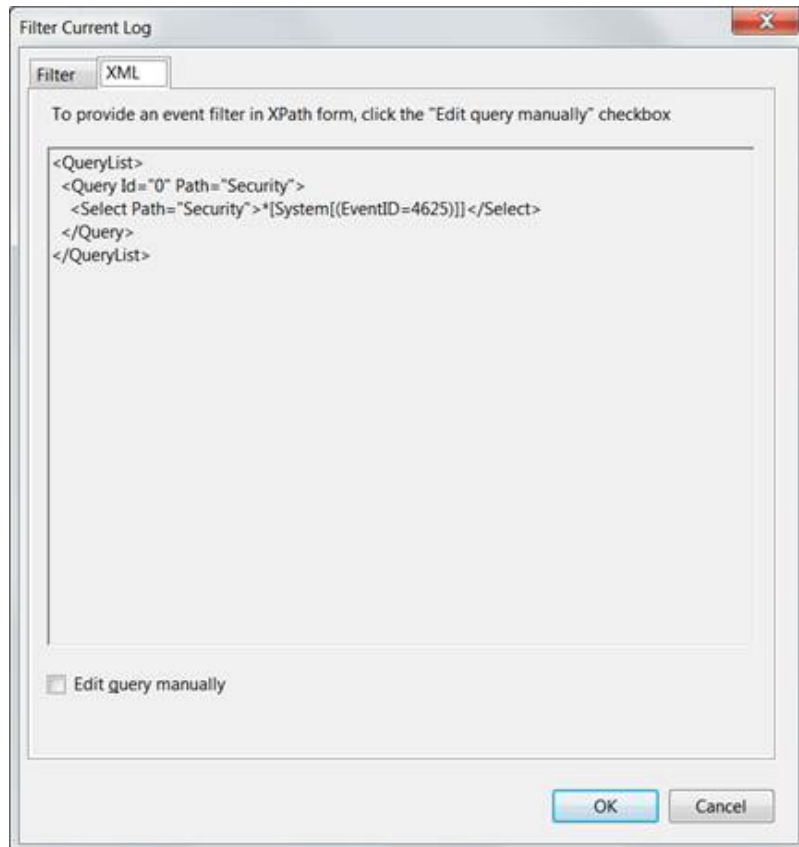 Filter Current Log
Filter XML
To provide an event filter in XPath form, click the "Edit query manually" checkbox
<QueryList>
<Query Id="0" Path="Security">
<Select Path="Security">*[System[(EventID=4625)]]</Select>
</Query>
</QueryList>
Edit query manually
OK Cancel